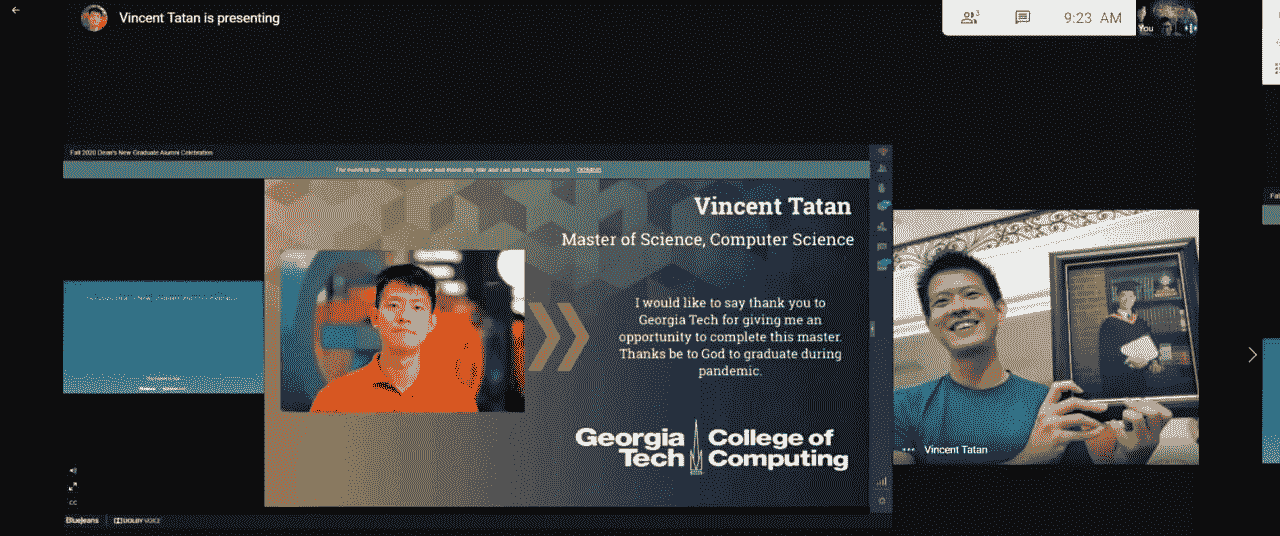 Vincent Tatan is presenting
3
9:23 AM
You
Fall 2020 Dean's New Graduate Alumni Celebration
Vincent Tatan
Master of Science, Computer Science
I would like to say thank you to
Georgia Tech for giving me an
opportunity to complete this master.
Thanks be to God to graduate during
pandemic.
Georgia Tech
College of Computing
Vincent Tatan
CC
BlueJeans
DOLBY VOICE